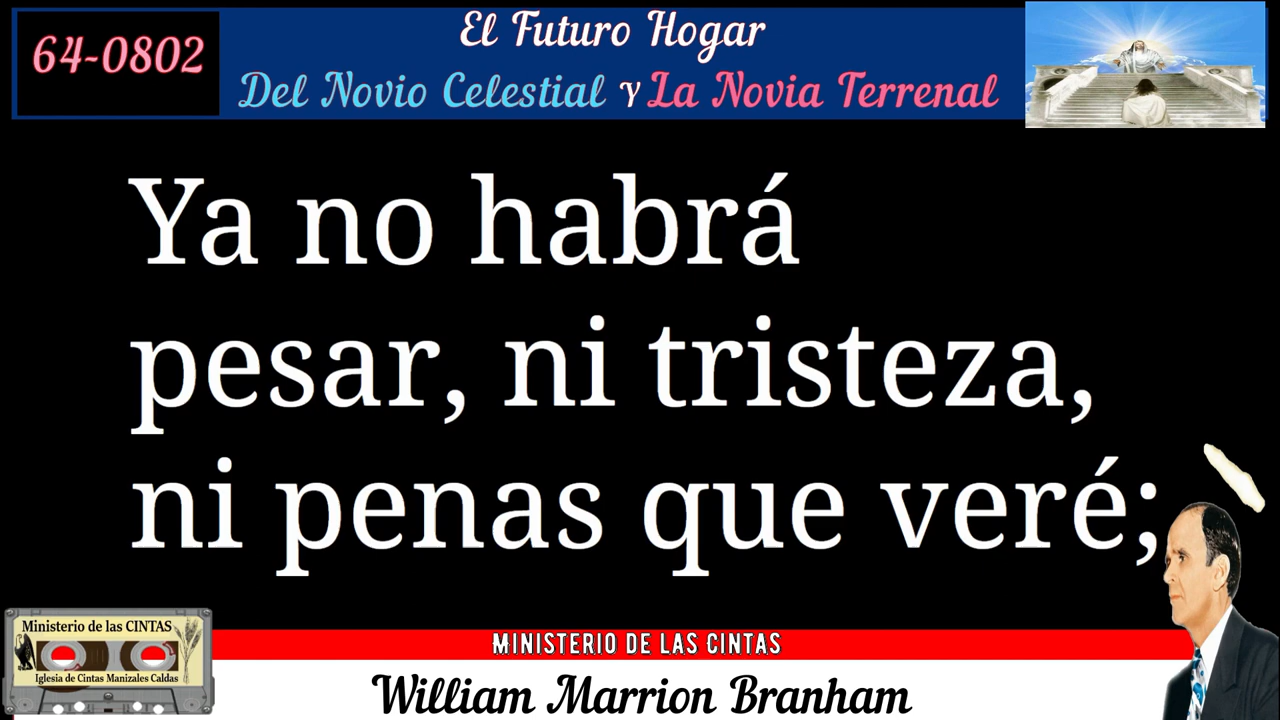 64-0802
El Futuro Hogar
Del Novio Celestial Y La Novia Terrenal
Ya no habrá
pesar, ni tristeza,
ni penas que veré;
Ministerio de las CINTAS
Iglesia de Cintas Manizales Caldas
MINISTERIO DE LAS CINTAS
William Marrion Branham